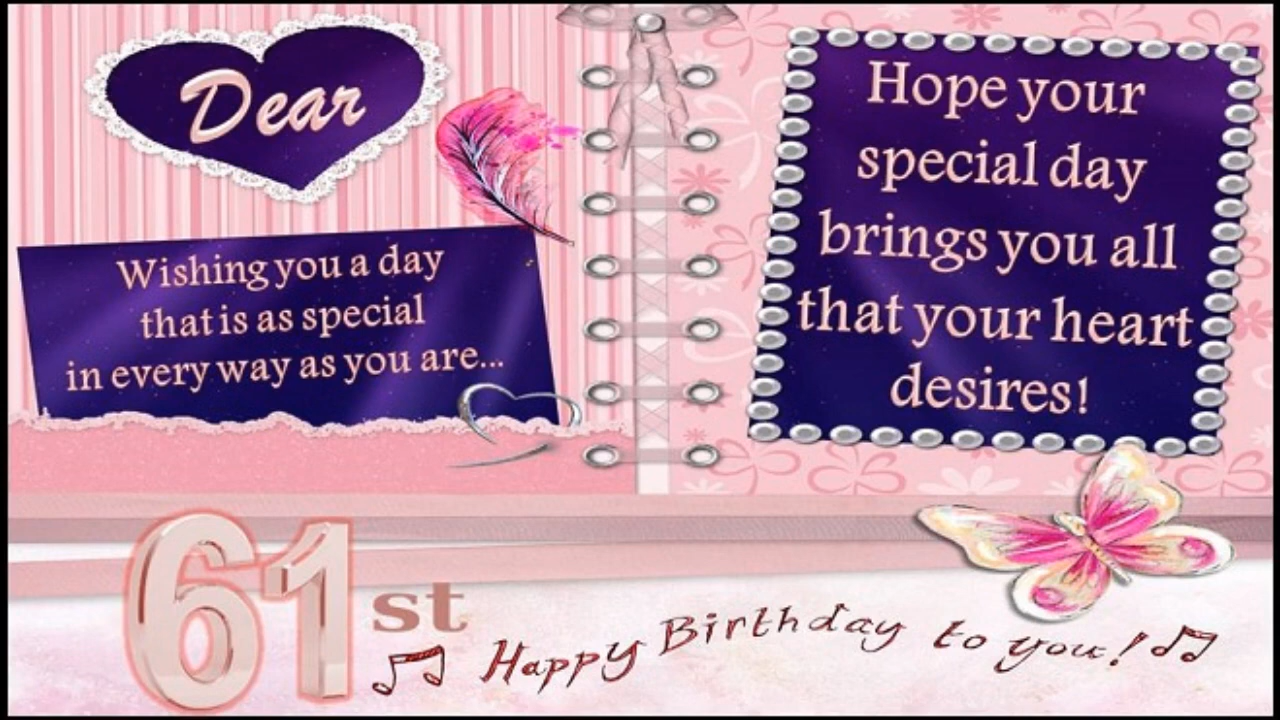 Dear
Wishing you a day
that is as special
in every way as you are...
Hope your
special day
brings you all
that your heart
desires!
61st
Happy Birthday to you!